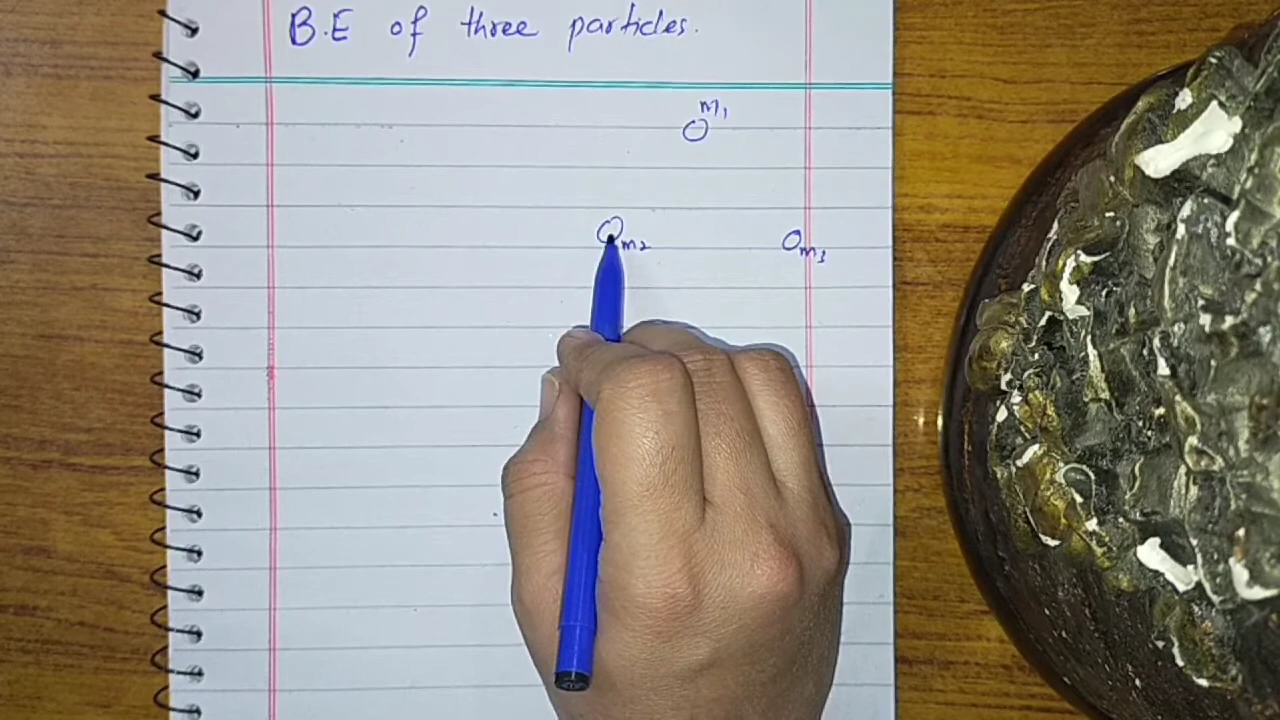 B.E of three particles.
m₁
m₂
m₃